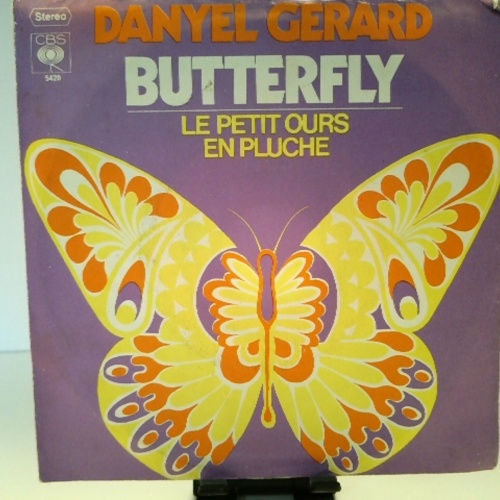 DANYEL GERARD
Stereo
CBS
5429
BUTTERFLY
LE PETIT OURS
EN PLUCHE